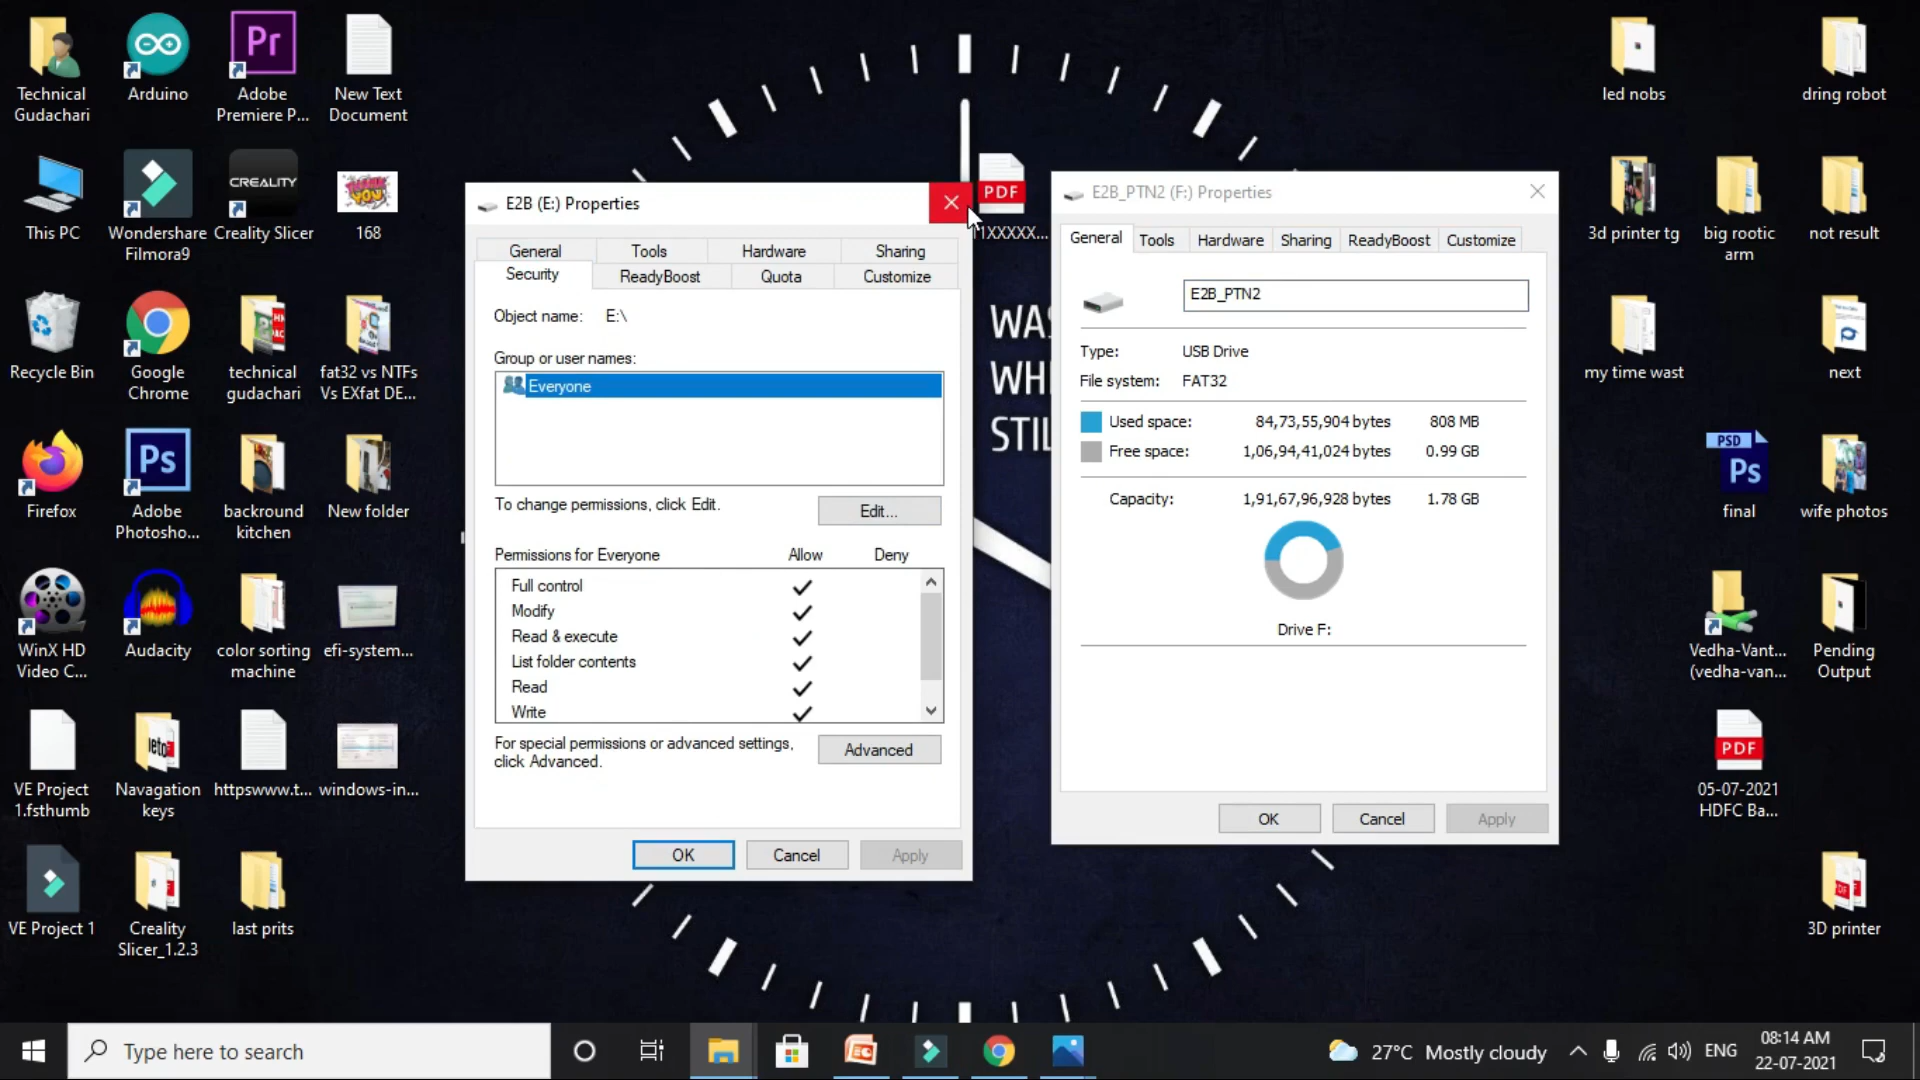 Technical
Gudachari
Arduino
Pr
Adobe
Premiere P...
New Text
Document
This PC
Wondershare
Filmora9
CREALITY
Creality Slicer
THANK
YOU
168
Recycle Bin
Google
Chrome
technical
gudachari
fat32 vs NTFs
Vs EXfat DE...
Firefox
Ps
Adobe
Photosho...
backround
kitchen
New folder
WinX HD
Video C...
Audacity
color sorting
machine
efi-system...
VE Project
1.fsthumb
Navagation
keys
httpswww.t...
windows-in...
VE Project 1
Creality
Slicer_1.2.3
last prits
E2B (E:) Properties
General
Tools
Hardware
Sharing
Security
ReadyBoost
Quota
Customize
Object name: E:\
Group or user names:
Everyone
To change permissions, click Edit.
Edit...
Permissions for Everyone
Allow
Deny
Full control
Modify
Read & execute
List folder contents
Read
Write
For special permissions or advanced settings,
click Advanced.
Advanced
OK
Cancel
Apply
PDF
WHI
STIL
E2B_PTN2 (F:) Properties
General
Tools
Hardware
Sharing
ReadyBoost
Customize
E2B_PTN2
Type: USB Drive
File system: FAT32
Used space: 84,73,55,904 bytes 808 MB
Free space: 1,06,94,41,024 bytes 0.99 GB
Capacity: 1,91,67,96,928 bytes 1.78 GB
Drive F:
OK
Cancel
Apply
led nobs
dring robot
3d printer tg
big rootic
arm
not result
my time wast
next
PSD
Ps
final
wife photos
Vedha-Vant...
(vedha-van...
Pending
Output
PDF
05-07-2021
HDFC Ba...
3D printer
Type here to search
27°C Mostly cloudy
ENG
08:14 AM
22-07-2021